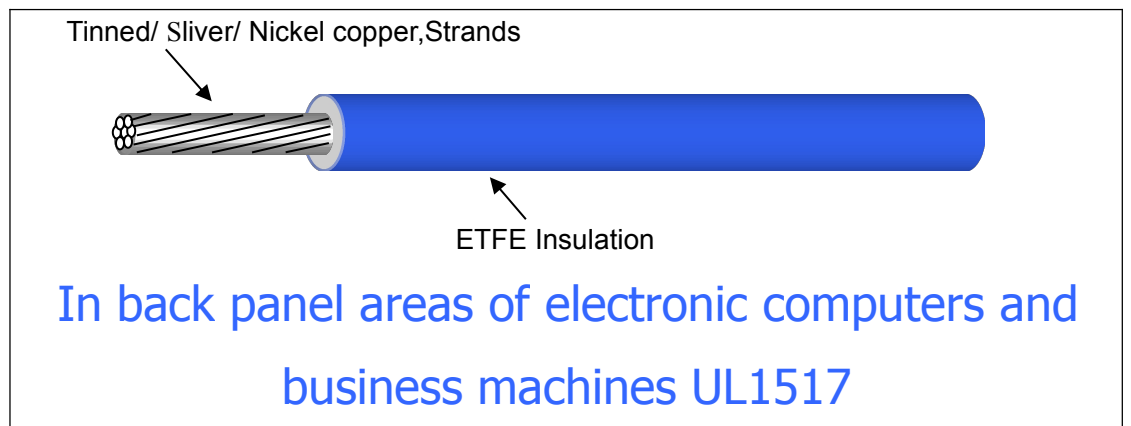 Tinned/ Sliver/ Nickel copper,Strands
ETFE Insulation
In back panel areas of electronic computers and
business machines UL1517